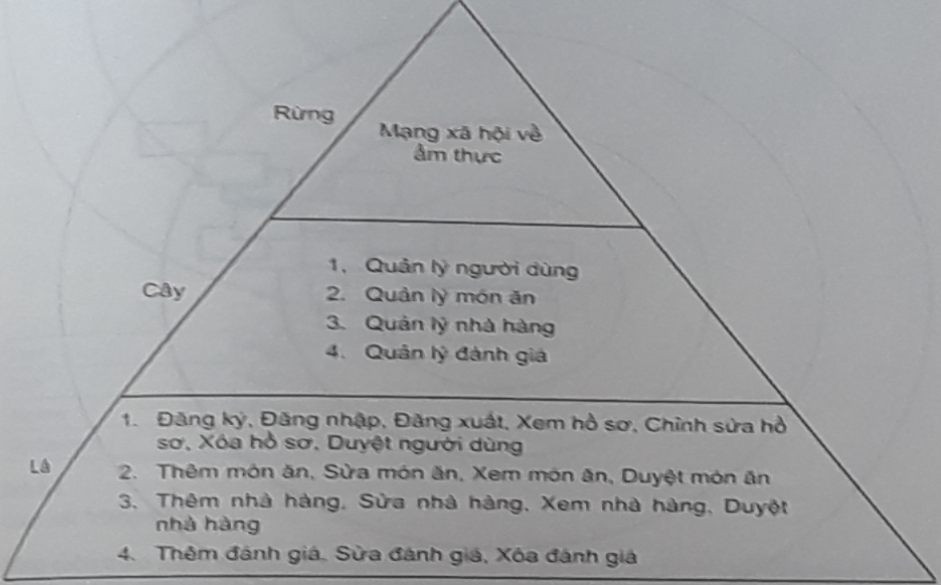 Rừng
Mạng xã hội về
ẩm thực
Cây
1. Quản lý người dùng
2. Quản lý món ăn
3. Quản lý nhà hàng
4. Quản lý đánh giá
Lá
1. Đăng ký, Đăng nhập, Đăng xuất, Xem hồ sơ, Chỉnh sửa hồ
sơ, Xóa hồ sơ, Duyệt người dùng
2. Thêm món ăn, Sửa món ăn, Xem món ăn, Duyệt món ăn
3. Thêm nhà hàng, Sửa nhà hàng, Xem nhà hàng, Duyệt
nhà hàng
4. Thêm đánh giá, Sửa đánh giá, Xóa đánh giá